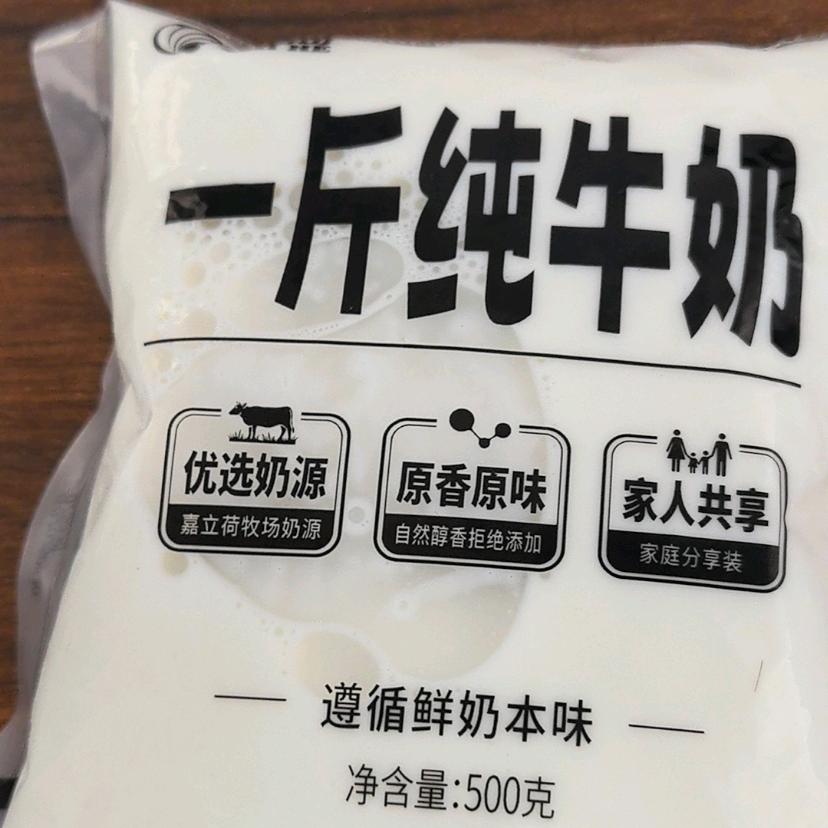 一斤纯牛奶
优选奶源
嘉立荷牧场奶源
原香原味
自然醇香拒绝添加
家人共享
家庭分享装
遵循鲜奶本味
净含量:500克